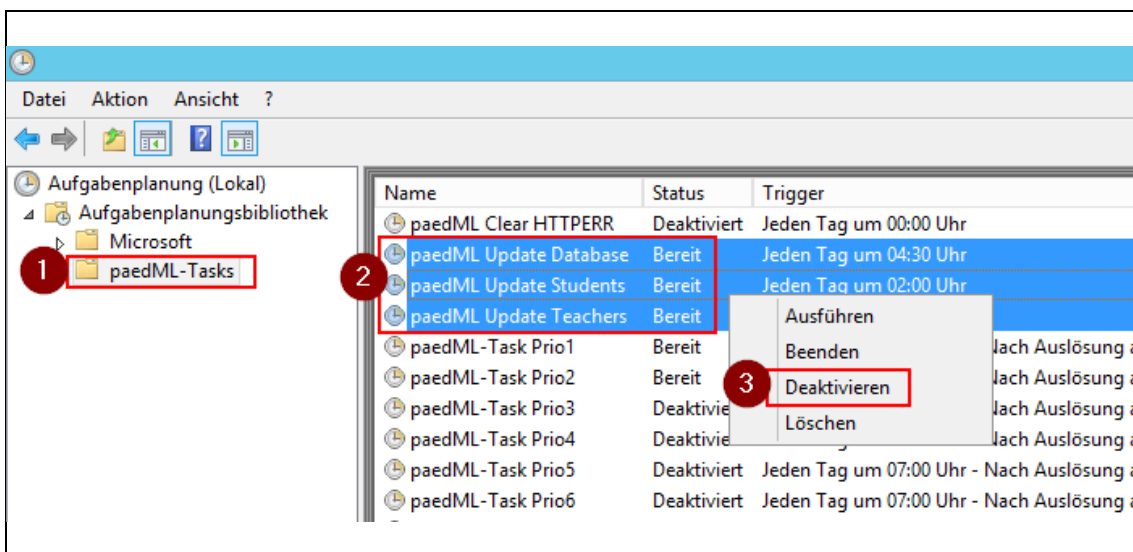 Datei Aktion Ansicht ?
Aufgabenplanung (Lokal)
Aufgabenplanungsbibliothek
Microsoft
1 paedML-Tasks
Name Status Trigger
paedML Clear HTTPERR Deaktiviert Jeden Tag um 00:00 Uhr
2 paedML Update Database Bereit Jeden Tag um 04:30 Uhr
paedML Update Students Bereit Jeden Tag um 02:00 Uhr
paedML Update Teachers Bereit
paedML-Task Prio1 Bereit Nach Auslösung
paedML-Task Prio2 Bereit Nach Auslösung
paedML-Task Prio3 Nach Auslösung
paedML-Task Prio4 Nach Auslösung
paedML-Task Prio5 Deaktiviert Jeden Tag um 07:00 Uhr - Nach Auslösung
paedML-Task Prio6 Deaktiviert Jeden Tag um 07:00 Uhr - Nach Auslösung
Ausführen
Beenden
3 Deaktivieren
Löschen